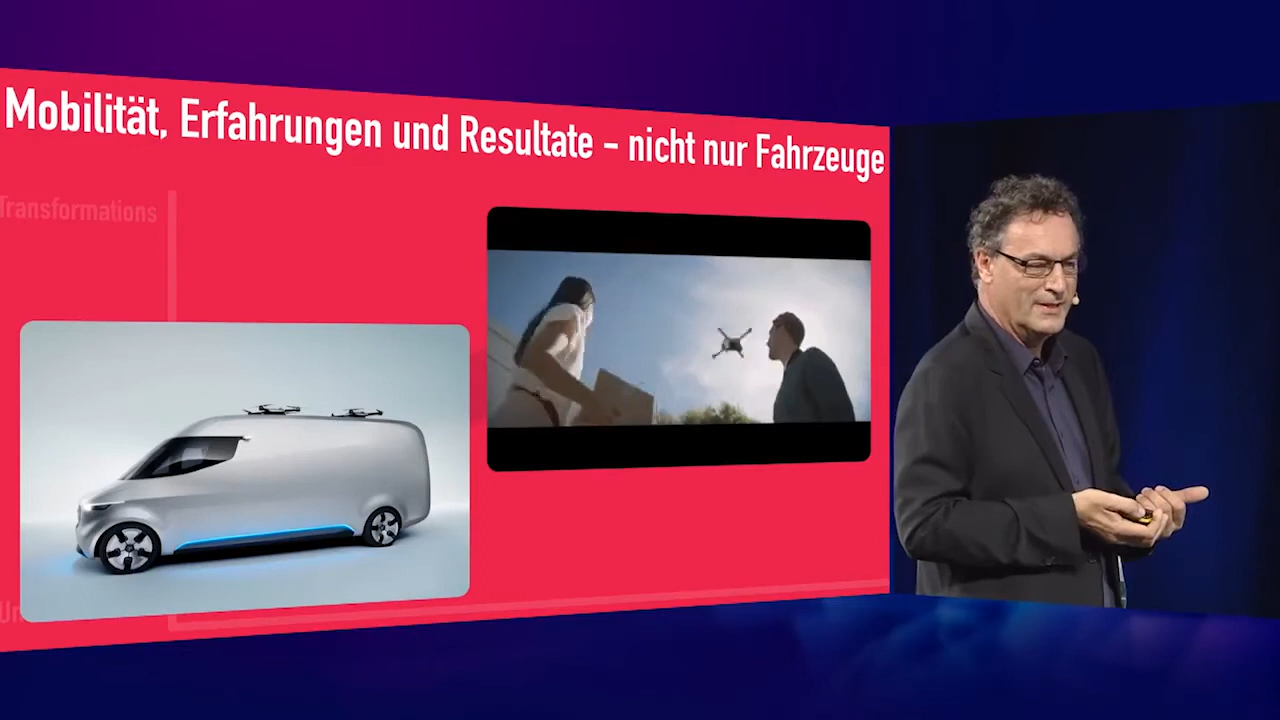 Mobilität, Erfahrungen und Resultate – nicht nur Fahrzeuge
Transformations